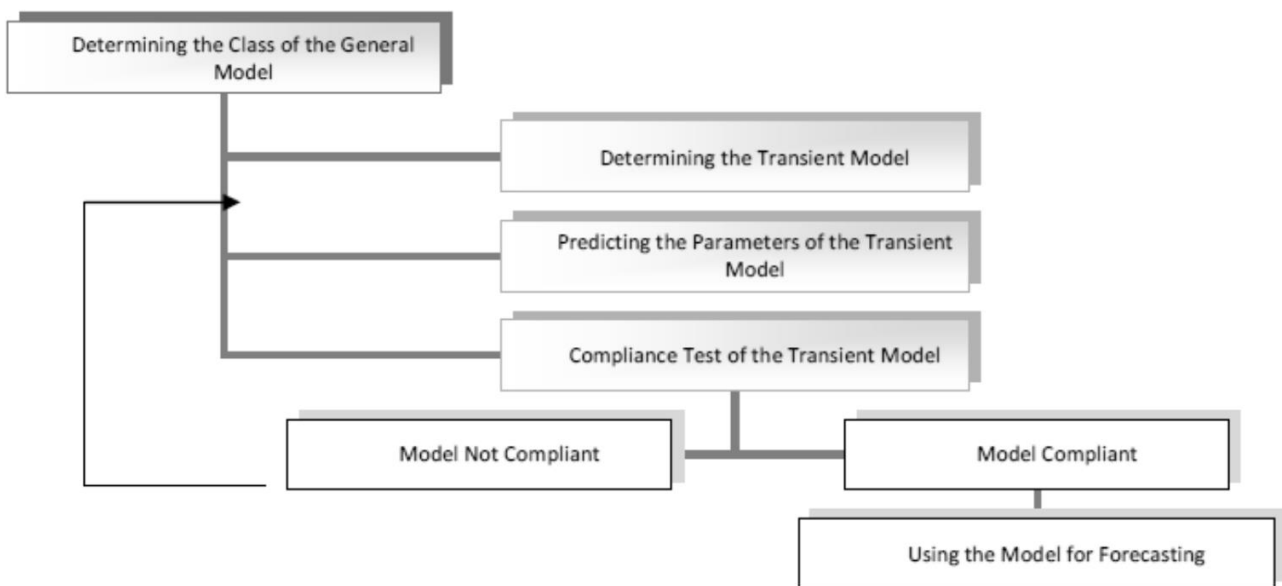 Determining the Class of the General
Model
Determining the Transient Model
Predicting the Parameters of the Transient
Model
Compliance Test of the Transient Model
Model Not Compliant
Model Compliant
Using the Model for Forecasting